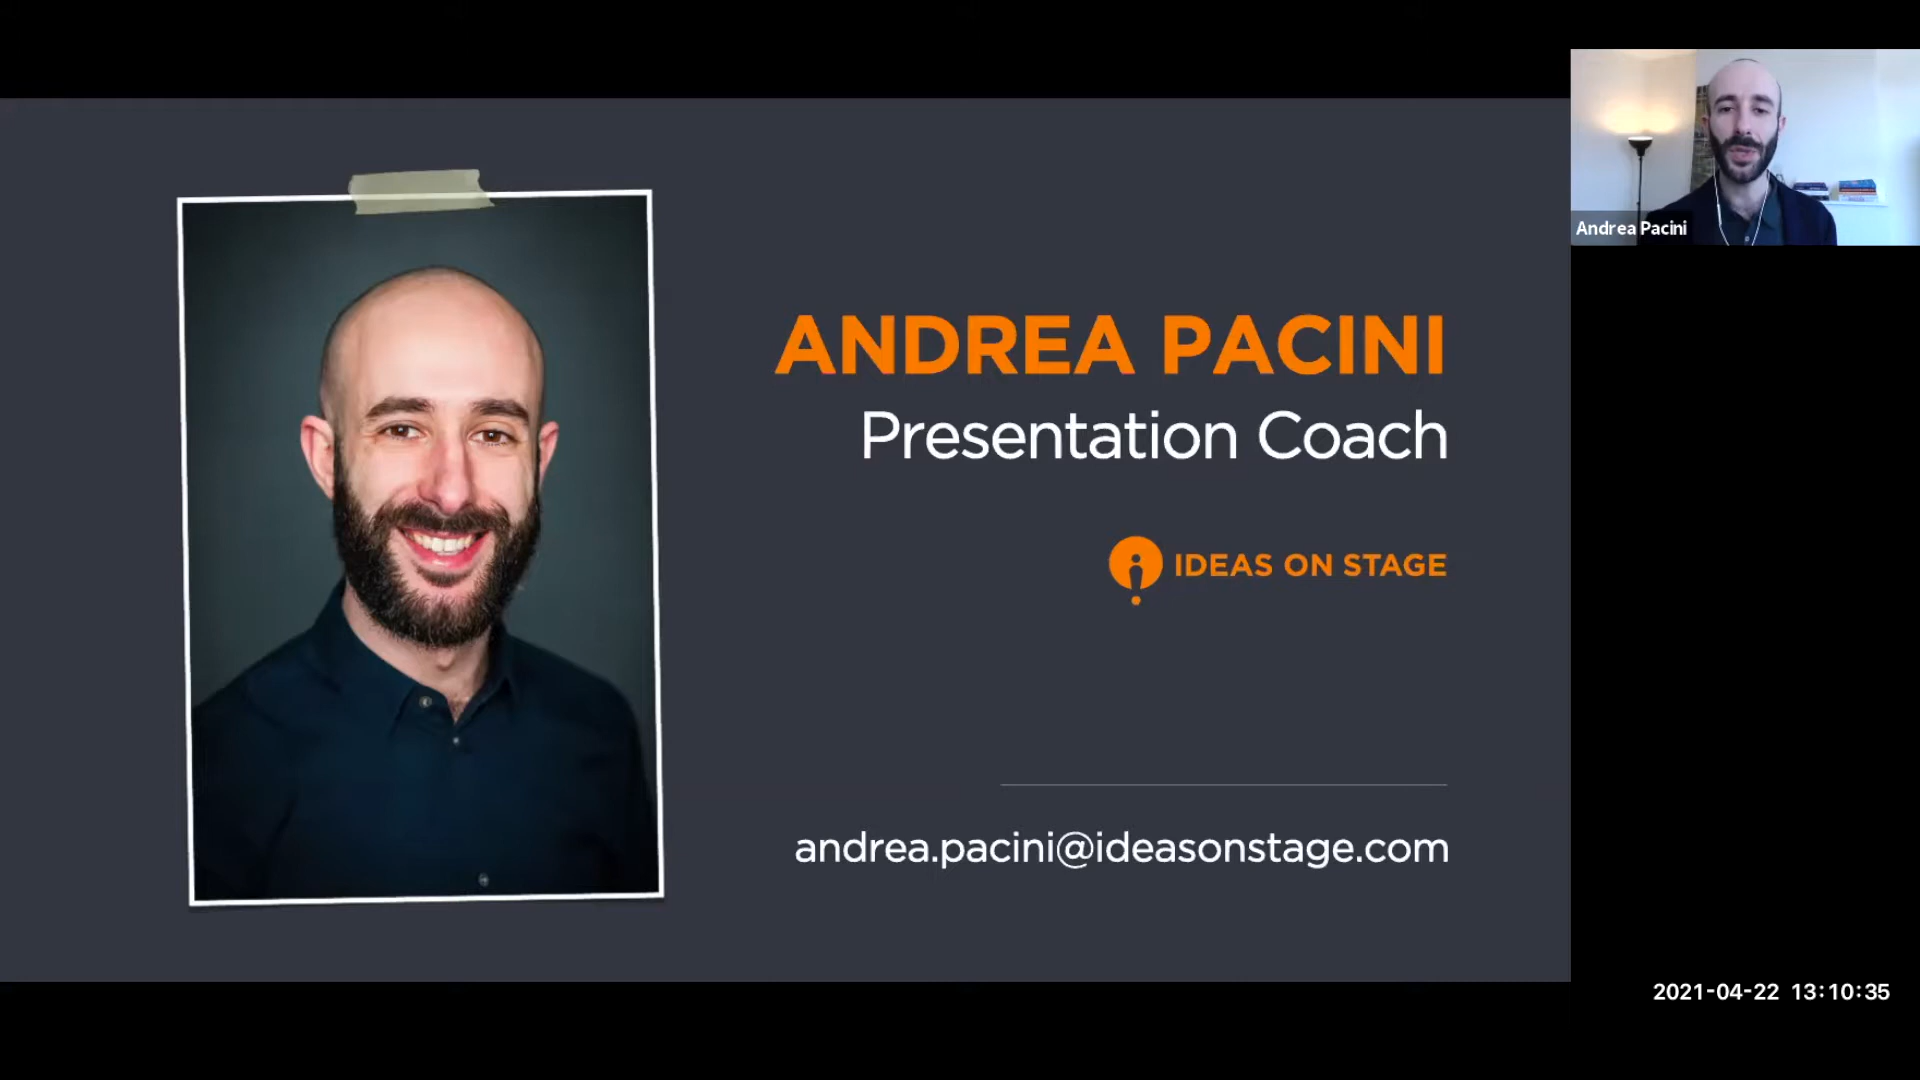 ANDREA PACINI
Presentation Coach
IDEAS ON STAGE
andrea.pacini@ideasonstage.com
Andrea Pacini
2021-04-22 13:10:35